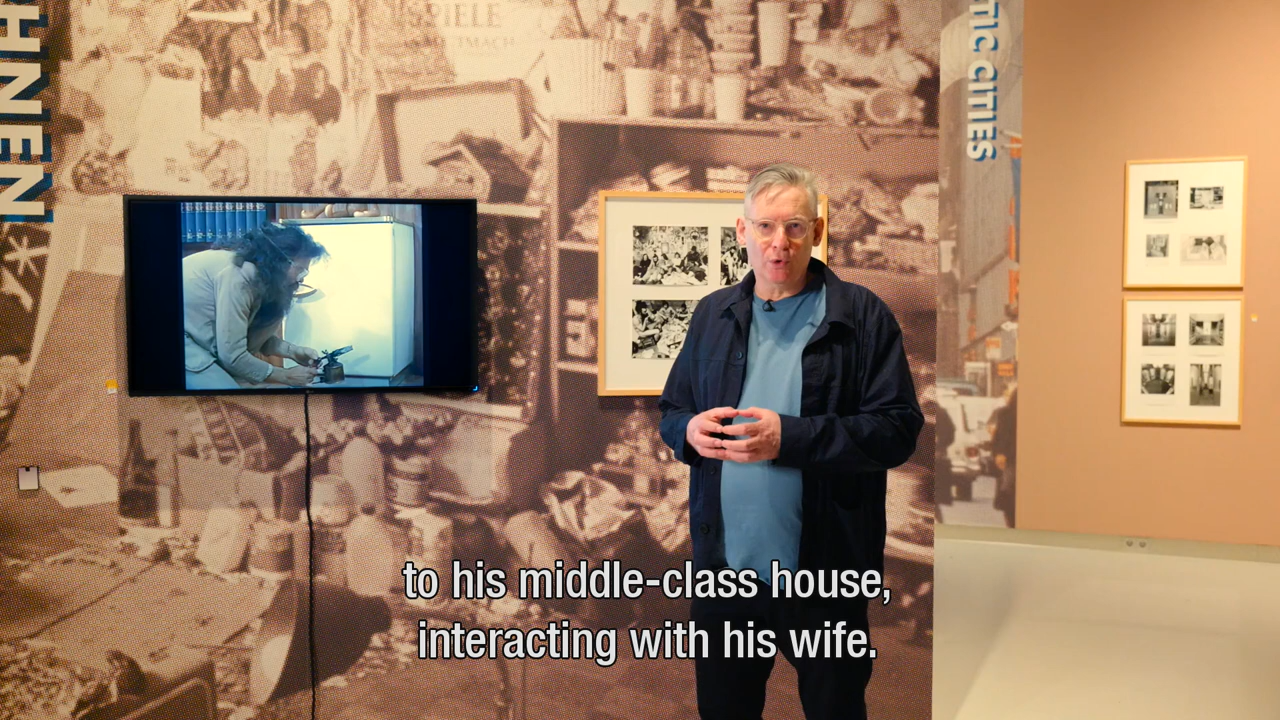 HNEN
SPIELE
TIC CITIES
to his middle-class house,
interacting with his wife.